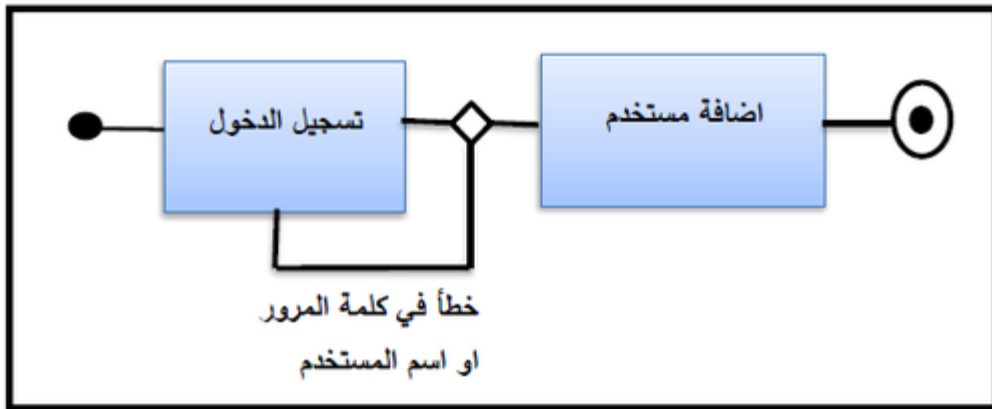 تسجيل الدخول
اضافة مستخدم
خطأ في كلمة المرور
او اسم المستخدم